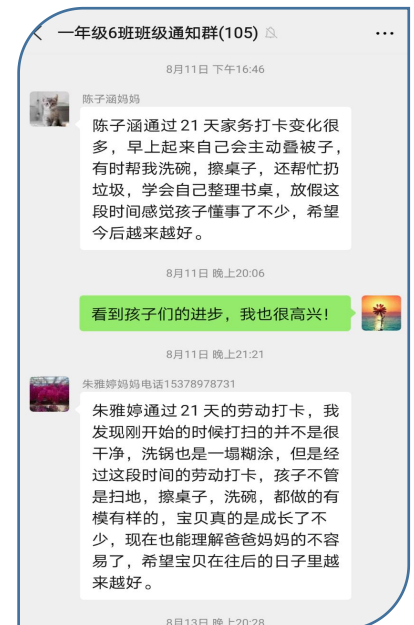 一年级6班班级通知群(105)
8月11日 下午16:46
陈子涵妈妈
陈子涵通过21天家务打卡变化很
多，早上起来自己会主动叠被子，
有时帮我洗碗，擦桌子，还帮忙扔
垃圾，学会自己整理书桌，放假这
段时间感觉孩子懂事了不少，希望
今后越来越好。
8月11日 晚上20:06
看到孩子们的进步，我也很高兴！
8月11日 晚上21:21
朱雅婷妈妈电话15378978731
朱雅婷通过21天的劳动打卡，我
发现刚开始的时候打扫的并不是很
干净，洗锅也是一塌糊涂，但是经
过这段时间的劳动打卡，孩子不管
是扫地，擦桌子，洗碗，都做的有
模有样的，宝贝真的是成长了不
少，现在也能理解爸爸妈妈的不容
易了，希望宝贝在往后的日子里越
来越好。
8月13日 晚上20:28